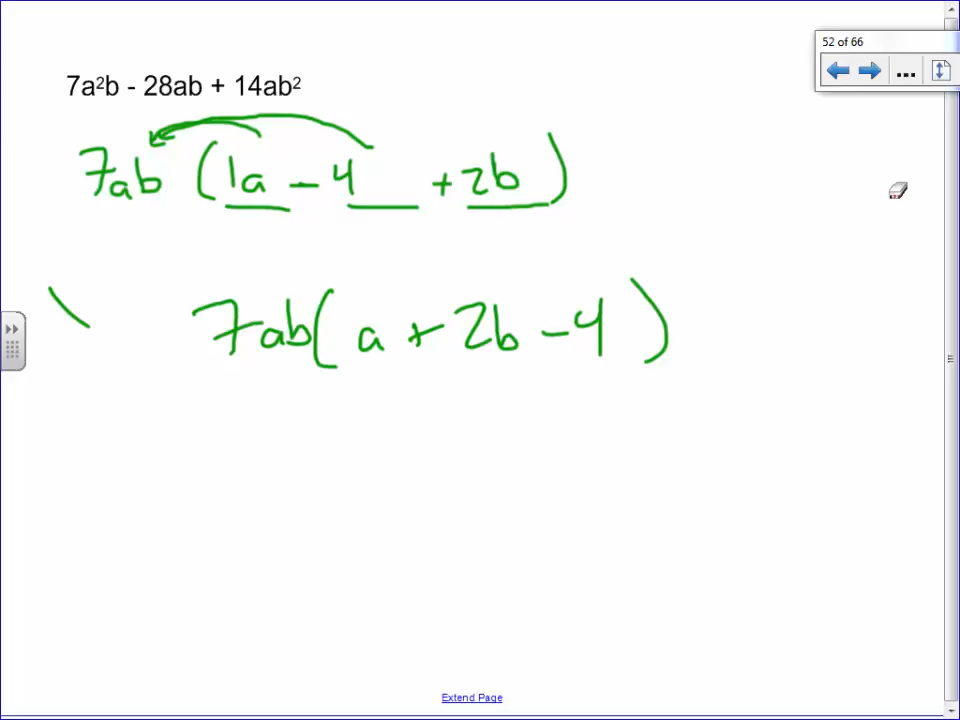 52 of 66
7a²b - 28ab + 14ab²
7ab (1a - 4 + 2b)
7ab( a + 2b - 4 )
Extend Page